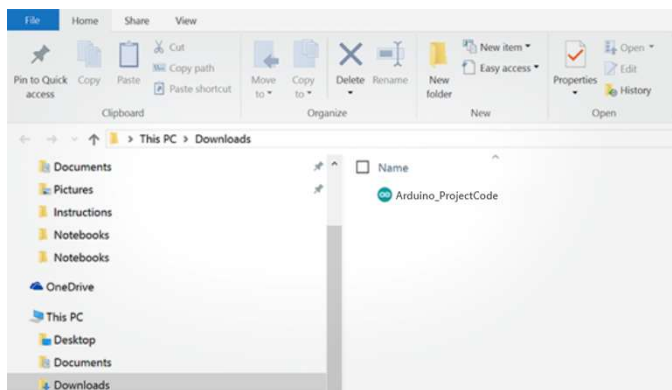 File Home Share View
Pin to Quick access
Copy
Paste
Cut
Copy path
Paste shortcut
Clipboard
Move to
Copy to
Delete
Rename
Organize
New folder
New item
Easy access
New
Properties
Open
Edit
History
Open
> This PC > Downloads
Documents
Pictures
Instructions
Notebooks
Notebooks
OneDrive
This PC
Desktop
Documents
Downloads
Name
Arduino_ProjectCode